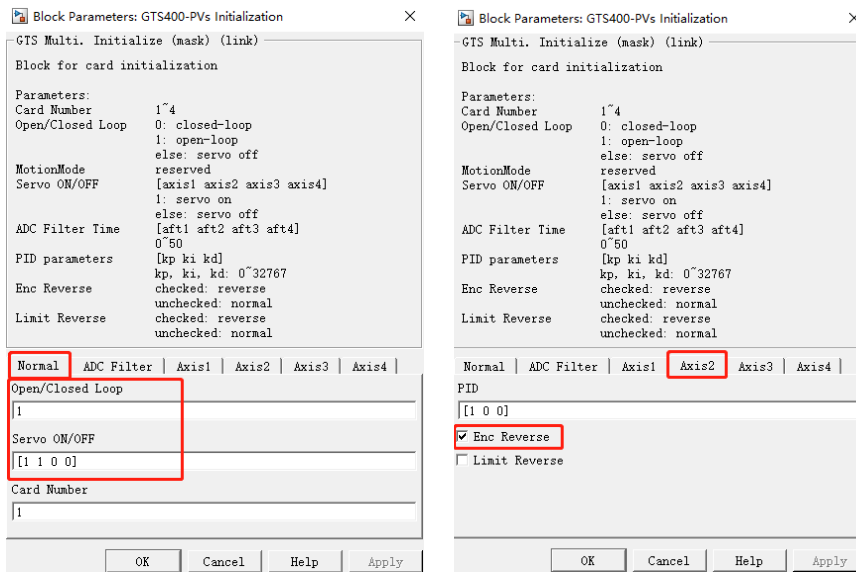 Block Parameters: GTS400-PVs Initialization
GTS Multi. Initialize (mask) (link)
Block for card initialization
Parameters:
Card Number 1~4
Open/Closed Loop 0: closed-loop
1: open-loop
else: servo off
MotionMode reserved
Servo ON/OFF [axis1 axis2 axis3 axis4]
1: servo on
else: servo off
ADC Filter Time [aft1 aft2 aft3 aft4]
0~50
PID parameters [kp ki kd]
kp, ki, kd: 0~32767
Enc Reverse checked: reverse
unchecked: normal
Limit Reverse checked: reverse
unchecked: normal
Normal ADC Filter Axis1 Axis2 Axis3 Axis4
Open/Closed Loop
1
Servo ON/OFF
[1 1 0 0]
Card Number
1
OK Cancel Help Apply
Block Parameters: GTS400-PVs Initialization
GTS Multi. Initialize (mask) (link)
Block for card initialization
Parameters:
Card Number 1~4
Open/Closed Loop 0: closed-loop
1: open-loop
else: servo off
MotionMode reserved
Servo ON/OFF [axis1 axis2 axis3 axis4]
1: servo on
else: servo off
ADC Filter Time [aft1 aft2 aft3 aft4]
0~50
PID parameters [kp ki kd]
kp, ki, kd: 0~32767
Enc Reverse checked: reverse
unchecked: normal
Limit Reverse checked: reverse
unchecked: normal
Normal ADC Filter Axis1 Axis2 Axis3 Axis4
PID
[1 0 0]
Enc Reverse
Limit Reverse
OK Cancel Help Apply